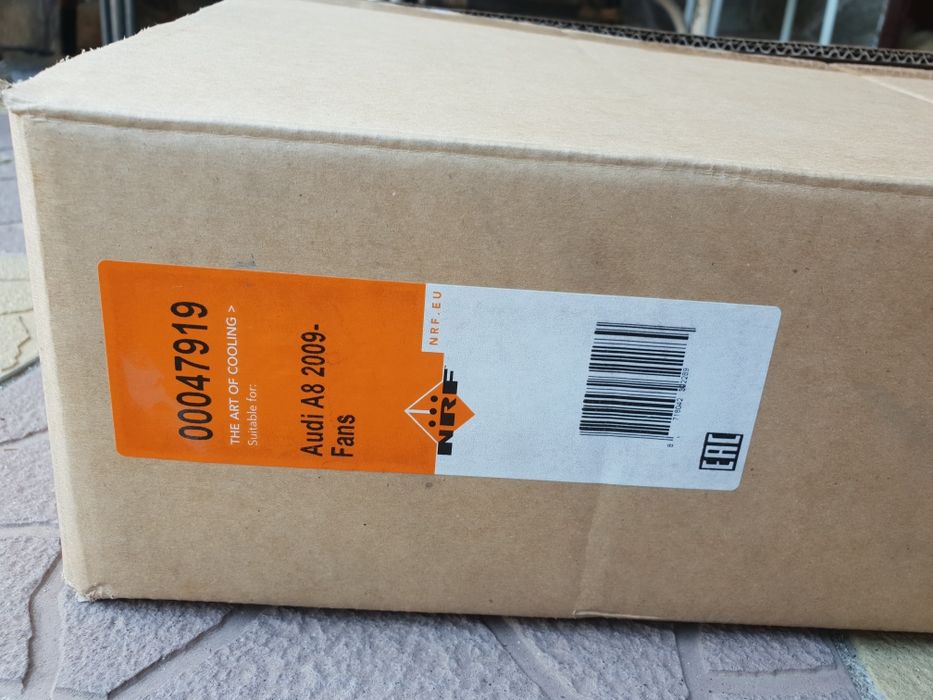 00047919
THE ART OF COOLING >
Suitable for:
Audi A8 2009-
Fans
NRF.EU
NRF
EAC